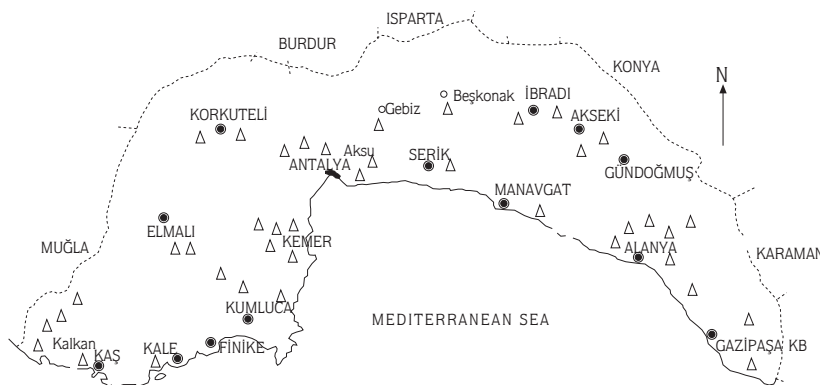 ISPARTA
BURDUR
KONYA
N
Beşkonak
İBRADI
Gebiz
KORKUTELİ
AKSEKİ
Aksu
SERİK
ANTALYA
GÜNDOĞMUŞ
MANAVGAT
ELMALI
KEMER
MUĞLA
ALANYA
KARAMAN
KUMLUCA
MEDITERRANEAN SEA
Kalkan
KAŞ
KALE
FİNİKE
GAZİPAŞA KB